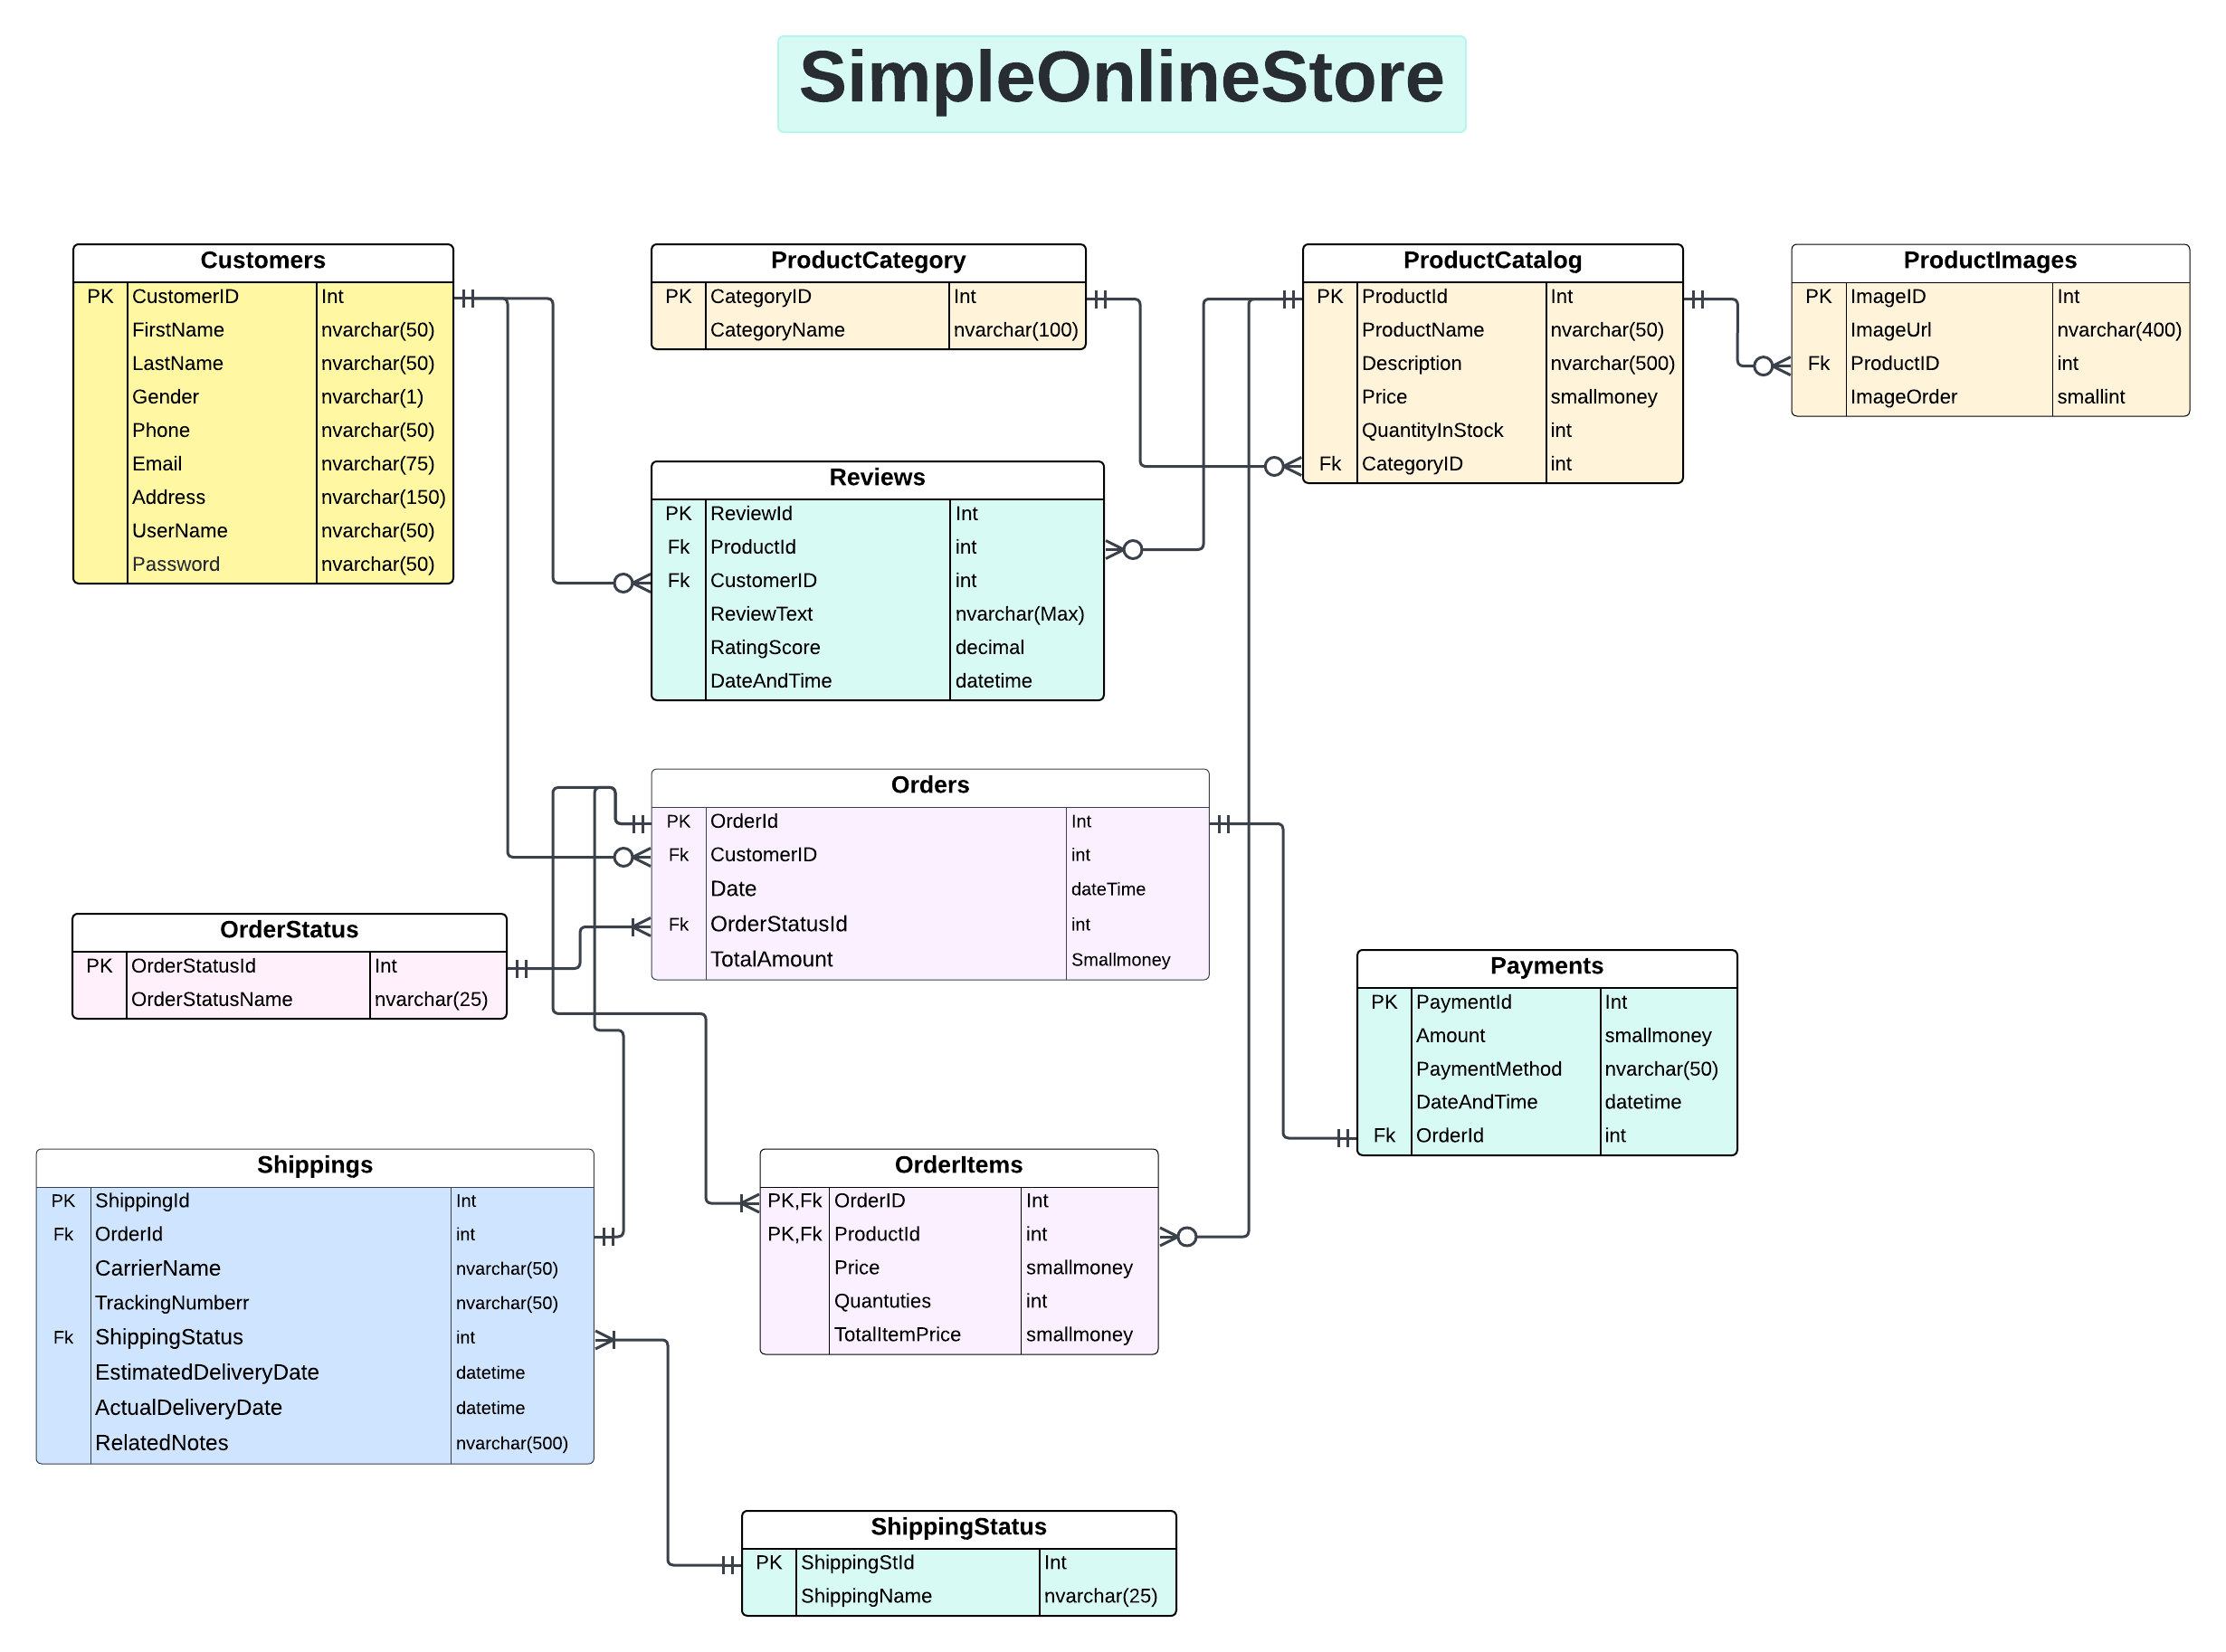 SimpleOnlineStore
Customers
PK CustomerID Int
FirstName nvarchar(50)
LastName nvarchar(50)
Gender nvarchar(1)
Phone nvarchar(50)
Email nvarchar(75)
Address nvarchar(150)
UserName nvarchar(50)
Password nvarchar(50)
ProductCategory
PK CategoryID Int
CategoryName nvarchar(100)
ProductCatalog
PK ProductId Int
ProductName nvarchar(50)
Description nvarchar(500)
Price smallmoney
QuantityInStock int
Fk CategoryID int
ProductImages
PK ImageID Int
ImageUrl nvarchar(400)
Fk ProductID int
ImageOrder smallint
Reviews
PK ReviewId Int
Fk ProductId int
Fk CustomerID int
ReviewText nvarchar(Max)
RatingScore decimal
DateAndTime datetime
Orders
PK OrderId Int
Fk CustomerID int
Date dateTime
Fk OrderStatusId int
TotalAmount Smallmoney
OrderStatus
PK OrderStatusId Int
OrderStatusName nvarchar(25)
Payments
PK PaymentId Int
Amount smallmoney
PaymentMethod nvarchar(50)
DateAndTime datetime
Fk OrderId int
Shippings
PK ShippingId Int
Fk OrderId int
CarrierName nvarchar(50)
TrackingNumberr nvarchar(50)
Fk ShippingStatus int
EstimatedDeliveryDate datetime
ActualDeliveryDate datetime
RelatedNotes nvarchar(500)
OrderItems
PK,Fk OrderID Int
PK,Fk ProductId int
Price smallmoney
Quantuties int
TotalItemPrice smallmoney
ShippingStatus
PK ShippingStId Int
ShippingName nvarchar(25)